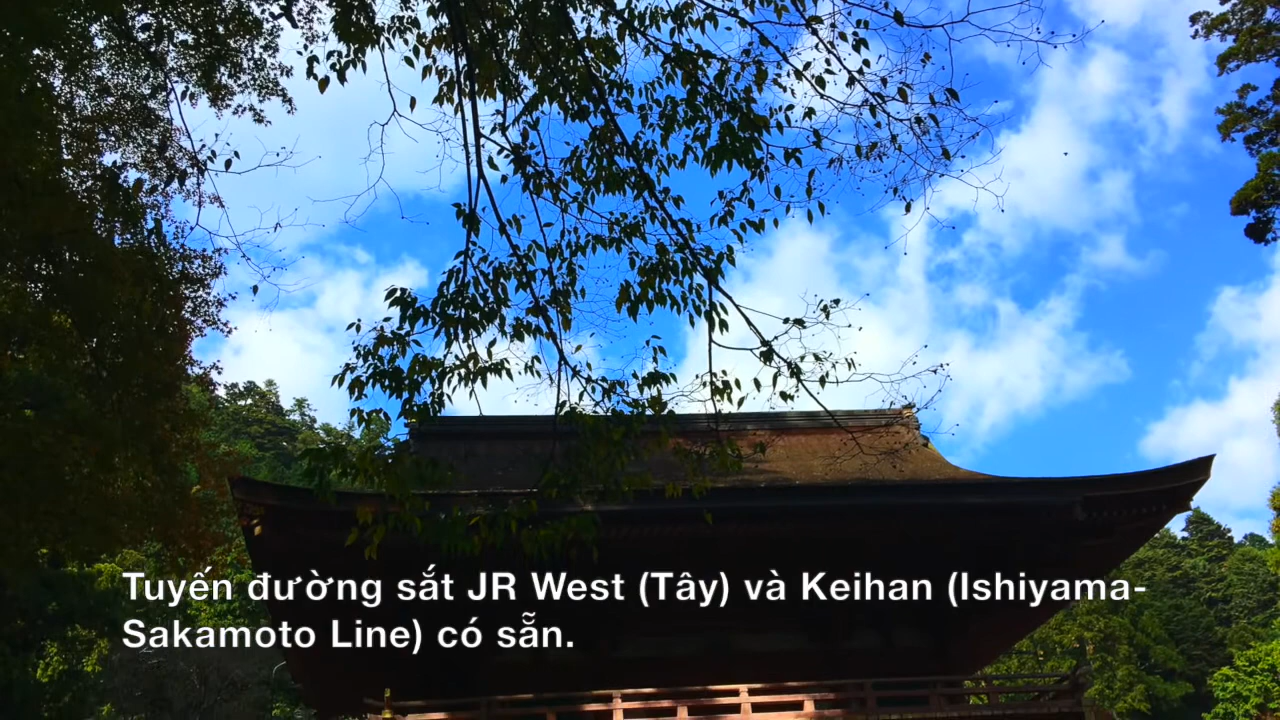 Tuyến đường sắt JR West (Tây) và Keihan (Ishiyama-
Sakamoto Line) có sẵn.